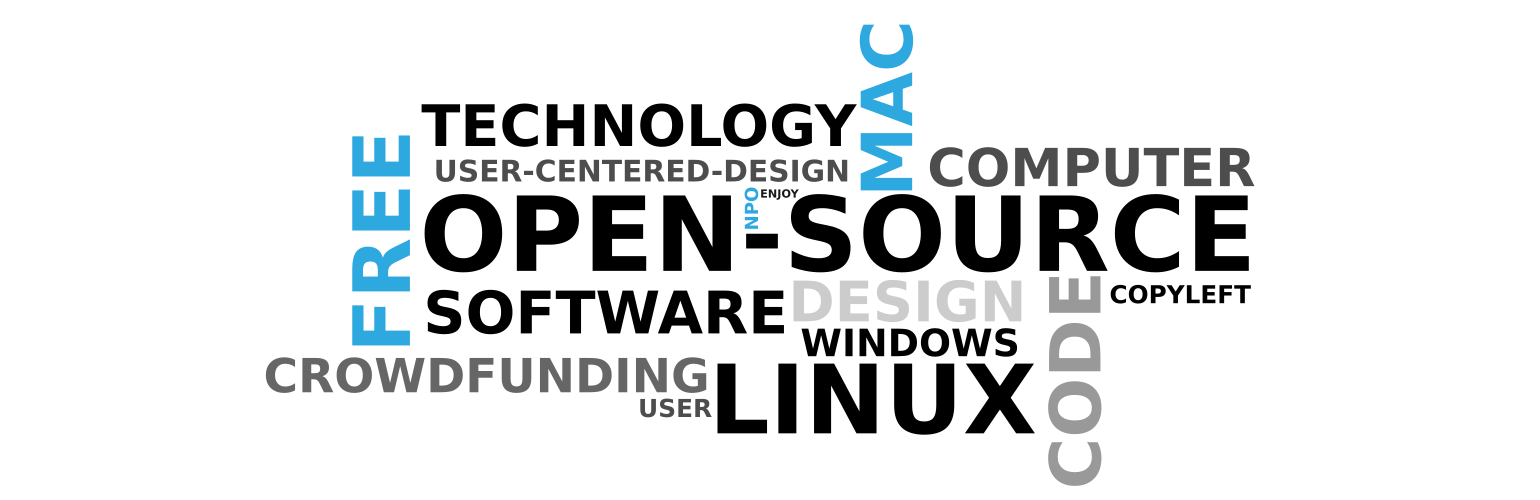 MAC
TECHNOLOGY
FREE
USER-CENTERED-DESIGN
COMPUTER
NPO
ENJOY
OPEN-SOURCE
SOFTWARE
DESIGN
CODE
COPYLEFT
WINDOWS
CROWDFUNDING
LINUX
USER